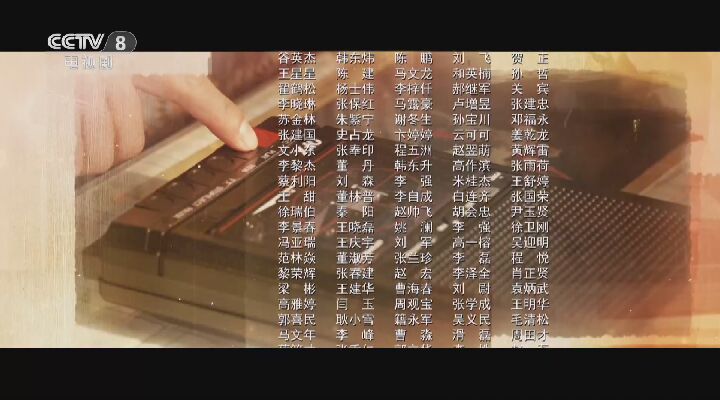 CCTV 8
电视剧
谷英杰 韩东炜 陈 鹏 刘 飞 贺 正
王星星 陈 建 马文龙 和英楠 孙 哲
翟鹤松 杨士伟 李梓仟 郝继军 关 宾
李晓琳 张保红 马露豪 卢增昱 张建忠
苏金林 朱紫宁 谢冬生 孙宝川 邓福永
张建国 史占龙 卞婷婷 云可可 姜乾龙
文小东 张奉印 程五洲 赵翌萌 黄辉雷
李黎杰 董 丹 韩东升 高作滨 张雨荷
蔡利阳 刘 森 李 强 米桂杰 王舒婷
王 甜 董林普 李自成 白连齐 张国荣
徐瑞伯 秦 阳 赵帅飞 胡会忠 尹玉贤
李景春 王晓磊 姚 澜 李 强 徐卫刚
冯亚瑞 王庆宇 刘 军 高一榕 吴迎明
范林焱 董淑芳 张兰珍 李 磊 程 悦
黎荣辉 张春建 赵 宏 李泽全 肖正贤
梁 彬 王建华 曹海春 刘 尉 袁炳武
高雅婷 闫 玉 周观宝 张学成 王明华
郭喜民 耿小雪 籍永军 吴义民 毛清松
马文年 李 峰 曹 淼 滑 磊 周田才